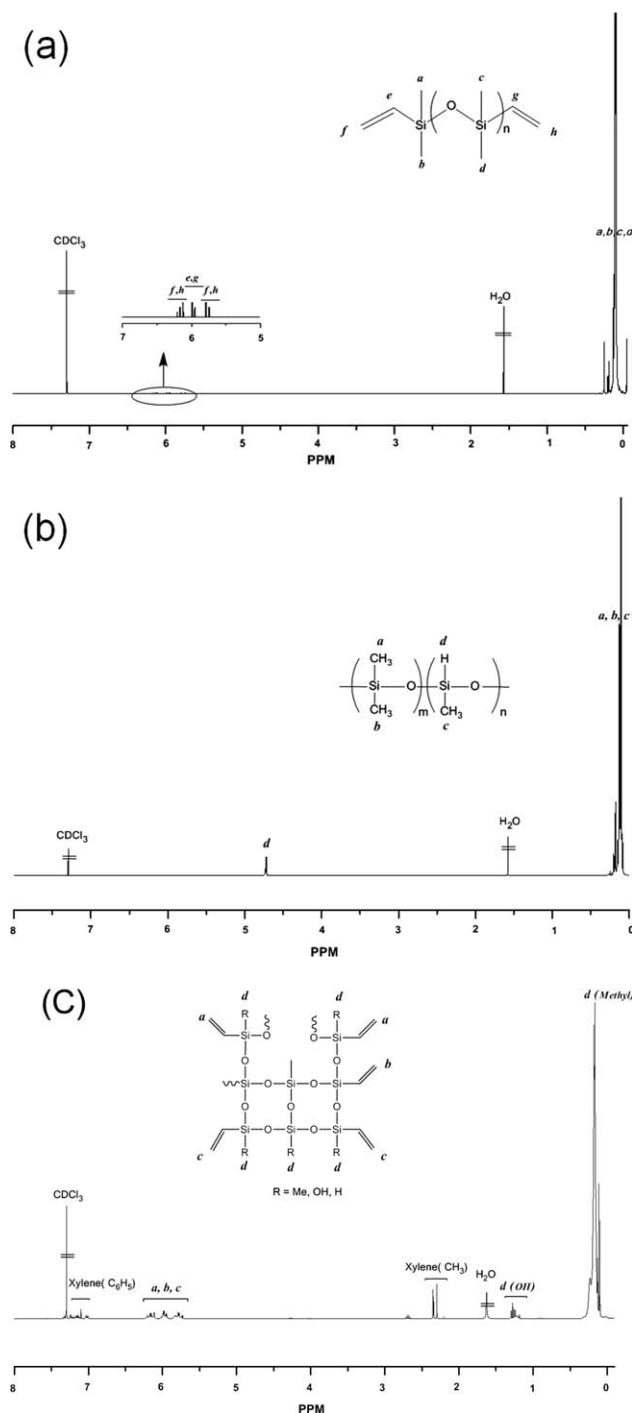 (a)
a c
e g
O
Si Si
f n h
b d
CDCl3
a,b,c,d
e,g
f,h f,h
H2O
7 6 5
8 7 6 5 4 3 2 1 0
PPM
(b)
a, b, c
a d
CH3 H
Si O Si O
CH3 m CH3 n
b c
CDCl3
d
H2O
8 7 6 5 4 3 2 1 0
PPM
(C)
d (Methyl)
d d
a R R a
Si O O Si
O O b
Si O Si O Si
O O O
Si O Si O Si
c R R R c
d d d
R = Me, OH, H
CDCl3
Xylene( CH3)
Xylene( C6H5) a, b, c H2O d (OH)
8 7 6 5 4 3 2 1 0
PPM